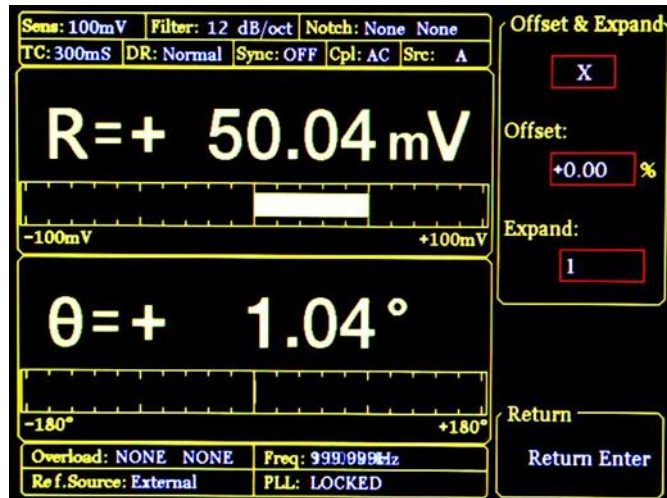 Sens: 100mV Filter: 12 dB/oct Notch: None None
TC: 300mS DR: Normal Sync: OFF Cpl: AC Src: A
R=+ 50.04 mV
-100mV +100mV
θ=+ 1.04°
-180° +180°
Overload: NONE NONE Freq:
Ref.Source: External PLL: LOCKED
Offset & Expand
X
Offset:
+0.00 %
Expand:
1
Return
Return Enter